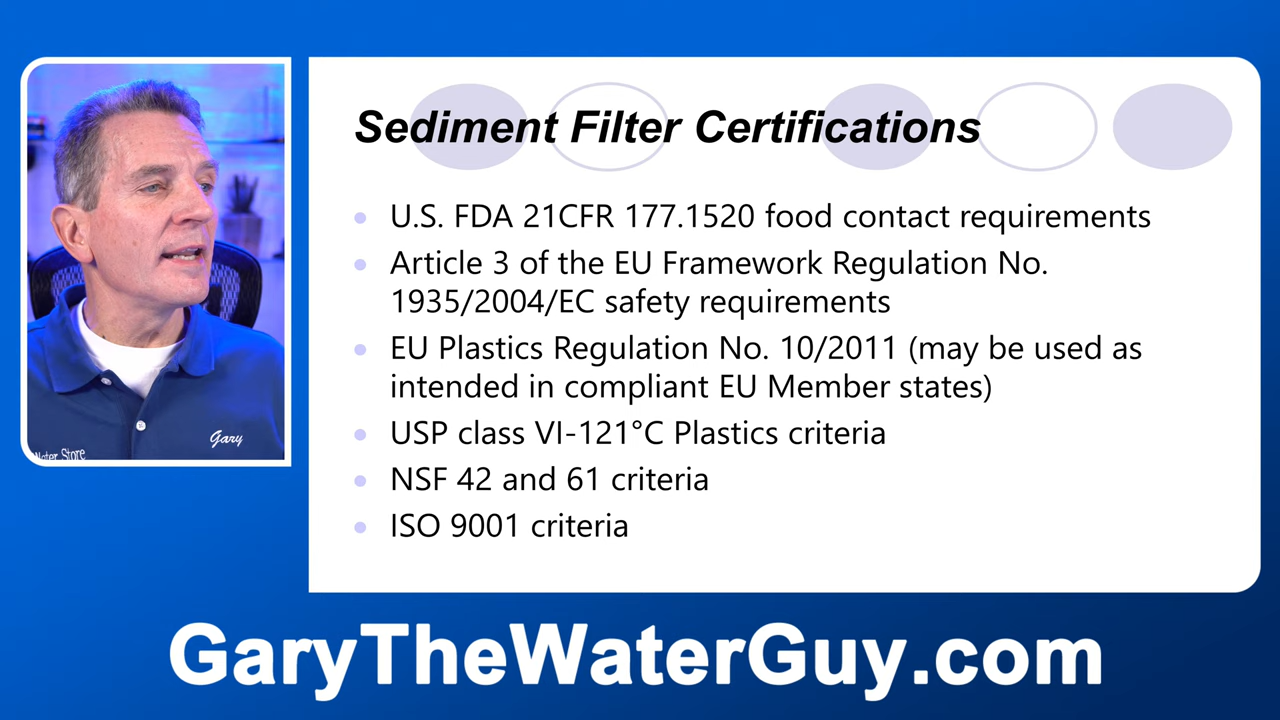 Sediment Filter Certifications
U.S. FDA 21CFR 177.1520 food contact requirements
Article 3 of the EU Framework Regulation No.
1935/2004/EC safety requirements
EU Plastics Regulation No. 10/2011 (may be used as
intended in compliant EU Member states)
USP class VI-121°C Plastics criteria
NSF 42 and 61 criteria
ISO 9001 criteria
Gary
Water Store
GaryTheWaterGuy.com